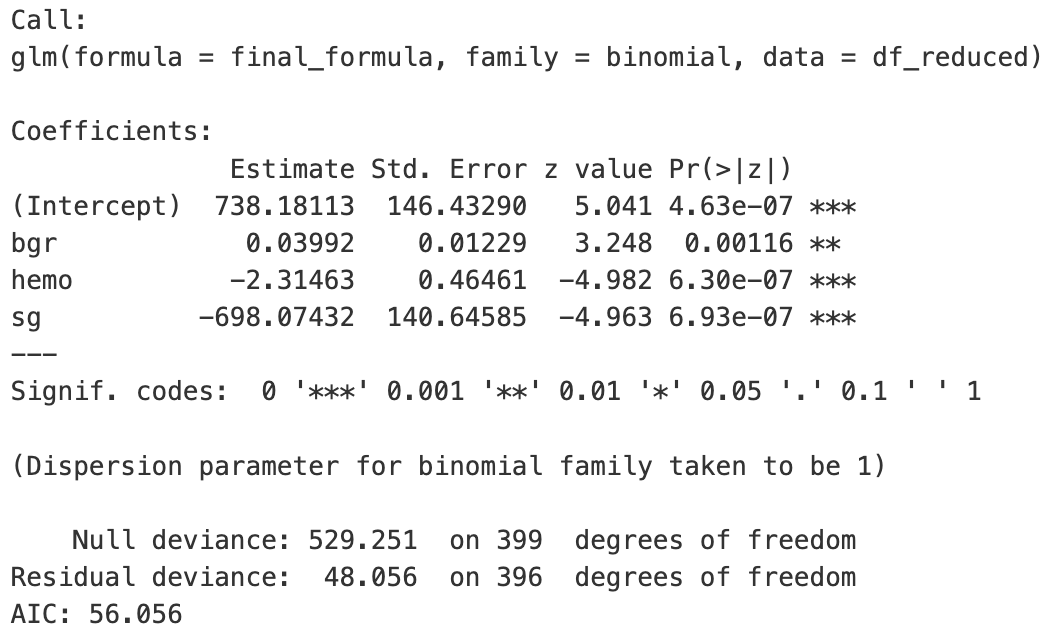 Call:
glm(formula = final_formula, family = binomial, data = df_reduced)
Coefficients:
Estimate Std. Error z value Pr(>|z|)
(Intercept) 738.18113 146.43290 5.041 4.63e-07 ***
bgr 0.03992 0.01229 3.248 0.00116 **
hemo −2.31463 0.46461 −4.982 6.30e-07 ***
sg −698.07432 140.64585 −4.963 6.93e-07 ***
---
Signif. codes: 0 '***' 0.001 '**' 0.01 '*' 0.05 '.' 0.1 ' ' 1
(Dispersion parameter for binomial family taken to be 1)
Null deviance: 529.251 on 399 degrees of freedom
Residual deviance: 48.056 on 396 degrees of freedom
AIC: 56.056